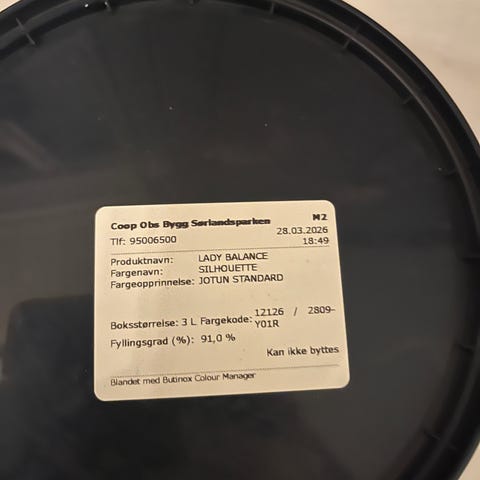 Coop Obs Bygg Sørlandsparken M2
Tlf: 95006500 28.03.2026
18:49
Produktnavn: LADY BALANCE
Fargenavn: SILHOUETTE
Fargeopprinnelse: JOTUN STANDARD
Boksstørrelse: 3 L Fargekode: 12126 / 2809-
Y01R
Fyllingsgrad (%): 91,0 %
Kan ikke byttes
Blandet med Butinox Colour Manager